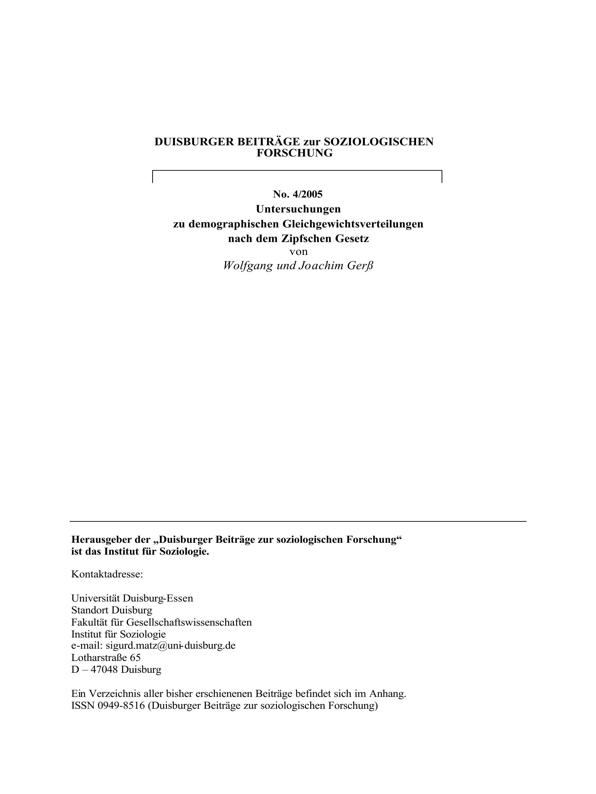 DUISBURGER BEITRÄGE zur SOZIOLOGISCHEN
FORSCHUNG
No. 4/2005
Untersuchungen
zu demographischen Gleichgewichtsverteilungen
nach dem Zipfschen Gesetz
von
Wolfgang und Joachim Gerß
Herausgeber der „Duisburger Beiträge zur soziologischen Forschung“
ist das Institut für Soziologie.
Kontaktadresse:
Universität Duisburg-Essen
Standort Duisburg
Fakultät für Gesellschaftswissenschaften
Institut für Soziologie
e-mail: sigurd.matz@uni-duisburg.de
Lotharstraße 65
D – 47048 Duisburg
Ein Verzeichnis aller bisher erschienenen Beiträge befindet sich im Anhang.
ISSN 0949-8516 (Duisburger Beiträge zur soziologischen Forschung)